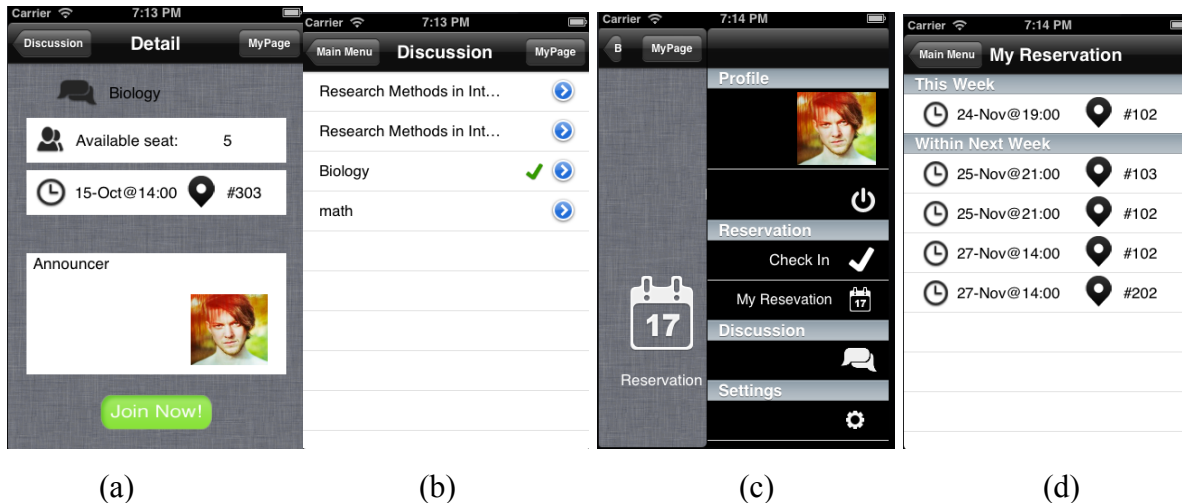 Carrier 7:13 PM
Discussion Detail MyPage
Biology
Available seat: 5
15-Oct@14:00 #303
Announcer
Join Now!
(a)
Carrier 7:13 PM
Main Menu Discussion MyPage
Research Methods in Int...
Research Methods in Int...
Biology
math
(b)
Carrier 7:14 PM
B MyPage
17
Reservation
Profile
Reservation
Check In
My Resevation 17
Discussion
Settings
(c)
Carrier 7:14 PM
Main Menu My Reservation
This Week
24-Nov@19:00 #102
Within Next Week
25-Nov@21:00 #103
25-Nov@21:00 #102
27-Nov@14:00 #102
27-Nov@14:00 #202
(d)